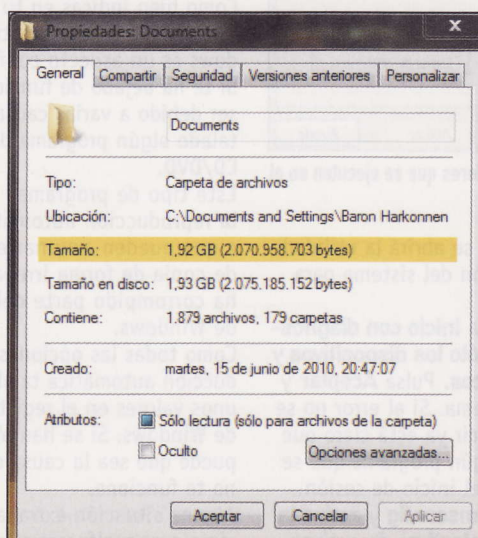 Propiedades: Documents
General Compartir Seguridad Versiones anteriores Personalizar
Documents
Tipo: Carpeta de archivos
Ubicación: C:\Documents and Settings\Baron Harkonnen
Tamaño: 1,92 GB (2.070.958.703 bytes)
Tamaño en disco: 1,93 GB (2.075.185.152 bytes)
Contiene: 1.879 archivos, 179 carpetas
Creado: martes, 15 de junio de 2010, 20:47:07
Atributos: Sólo lectura (sólo para archivos de la carpeta)
Oculto Opciones avanzadas...
Aceptar Cancelar Aplicar